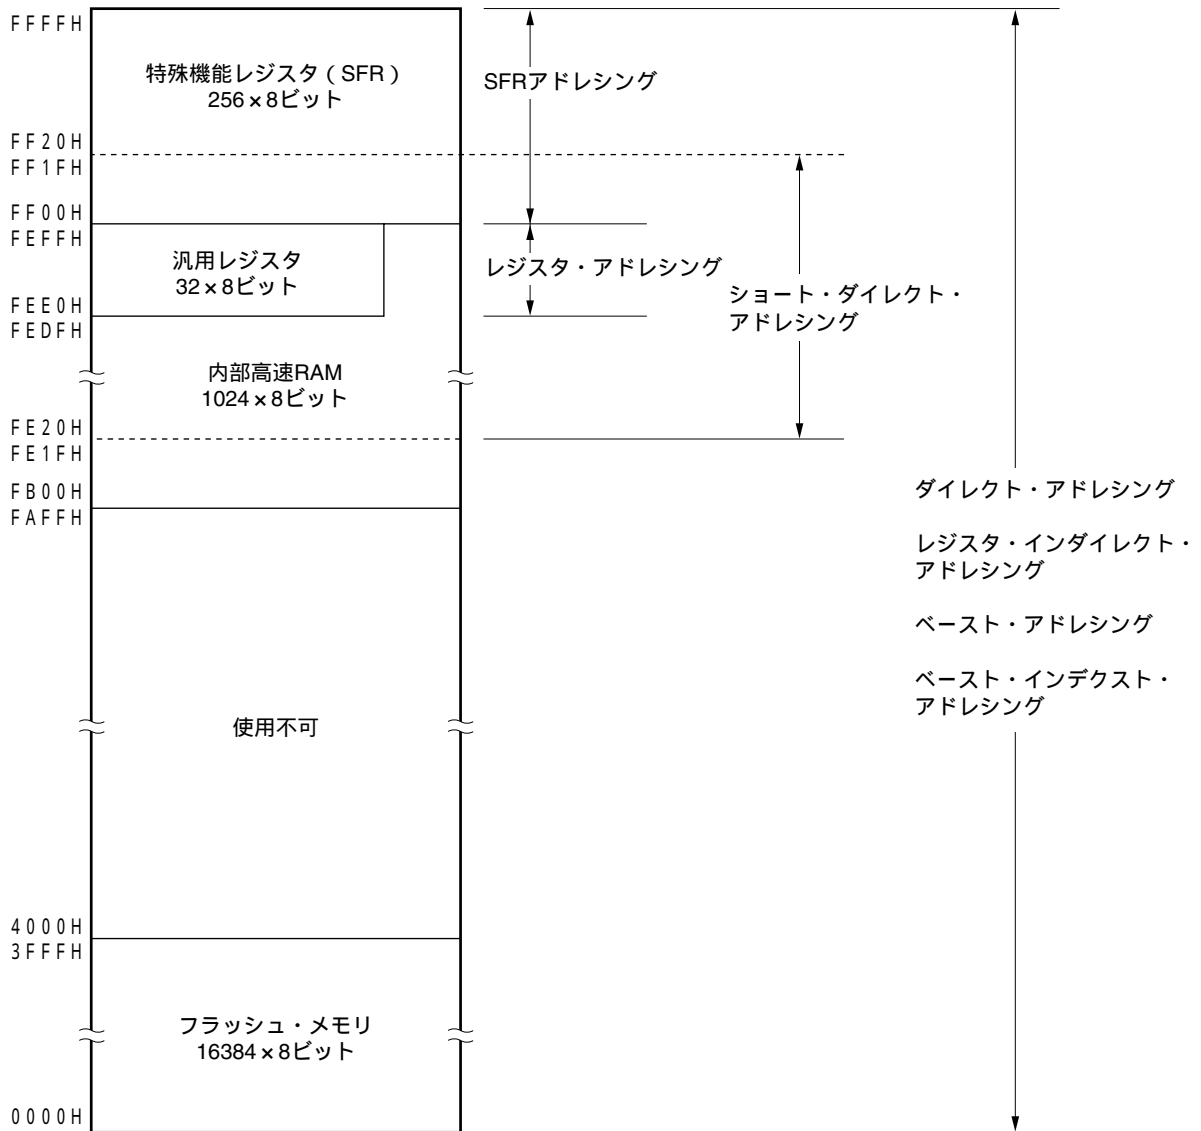 FFFFH
特殊機能レジスタ（SFR）
256×8ビット
SFRアドレシング
FF20H
FF1FH
FF00H
FEFFH
汎用レジスタ
32×8ビット
レジスタ・アドレシング
ショート・ダイレクト・
アドレシング
FEE0H
FEDFH
内部高速RAM
1024×8ビット
FE20H
FE1FH
FB00H
FAFFH
ダイレクト・アドレシング
レジスタ・インダイレクト・
アドレシング
ベースト・アドレシング
ベースト・インデクスト・
アドレシング
使用不可
4000H
3FFFH
フラッシュ・メモリ
16384×8ビット
0000H